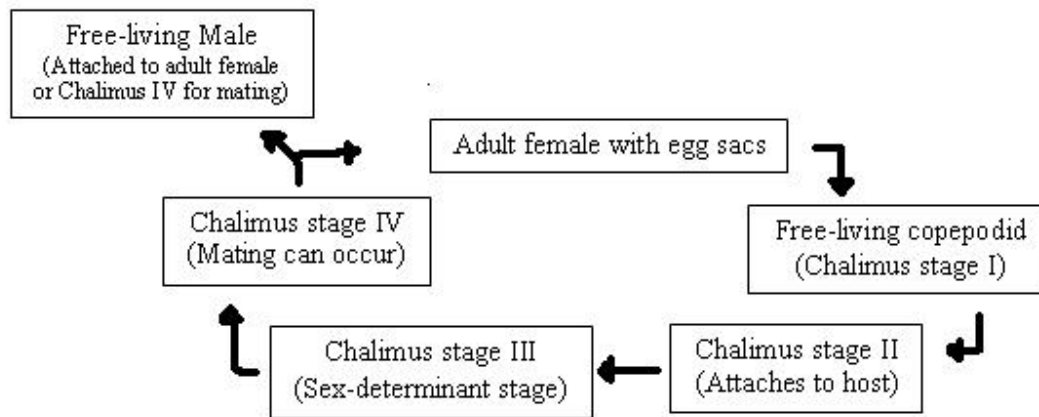 Free-living Male
(Attached to adult female
or Chalimus IV for mating)
Adult female with egg sacs
Free-living copepodid
(Chalimus stage I)
Chalimus stage II
(Attaches to host)
Chalimus stage III
(Sex-determinant stage)
Chalimus stage IV
(Mating can occur)